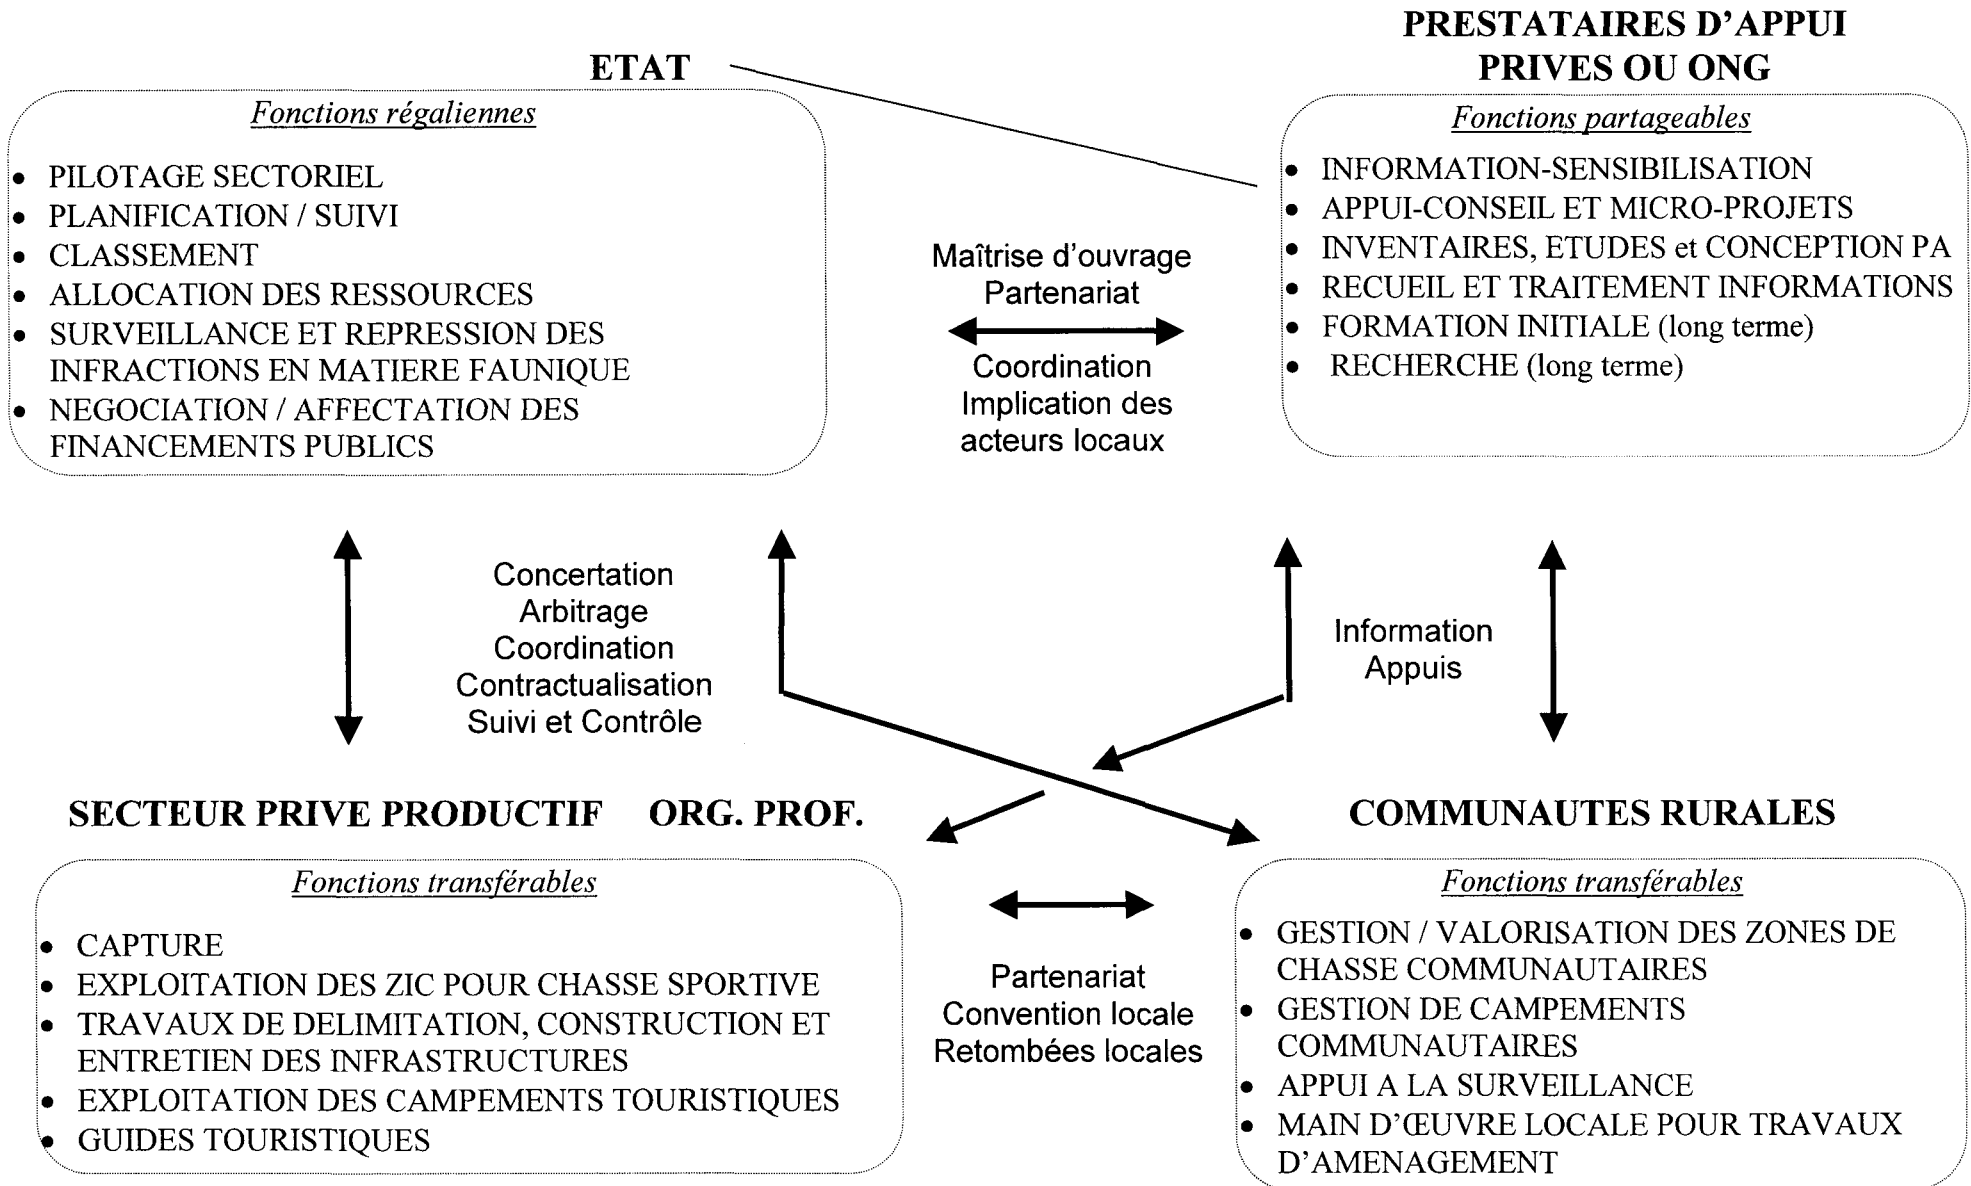 ETAT
Fonctions régaliennes
• PILOTAGE SECTORIEL
• PLANIFICATION / SUIVI
• CLASSEMENT
• ALLOCATION DES RESSOURCES
• SURVEILLANCE ET REPRESSION DES
INFRACTIONS EN MATIERE FAUNIQUE
• NEGOCIATION / AFFECTATION DES
FINANCEMENTS PUBLICS
Maîtrise d'ouvrage
Partenariat
Coordination
Implication des
acteurs locaux
PRESTATAIRES D'APPUI
PRIVES OU ONG
Fonctions partageables
• INFORMATION-SENSIBILISATION
• APPUI-CONSEIL ET MICRO-PROJETS
• INVENTAIRES, ETUDES et CONCEPTION PA
• RECUEIL ET TRAITEMENT INFORMATIONS
• FORMATION INITIALE (long terme)
• RECHERCHE (long terme)
Concertation
Arbitrage
Coordination
Contractualisation
Suivi et Contrôle
Information
Appuis
SECTEUR PRIVE PRODUCTIF ORG. PROF.
Fonctions transférables
• CAPTURE
• EXPLOITATION DES ZIC POUR CHASSE SPORTIVE
• TRAVAUX DE DELIMITATION, CONSTRUCTION ET
ENTRETIEN DES INFRASTRUCTURES
• EXPLOITATION DES CAMPEMENTS TOURISTIQUES
• GUIDES TOURISTIQUES
Partenariat
Convention locale
Retombées locales
COMMUNAUTES RURALES
Fonctions transférables
• GESTION / VALORISATION DES ZONES DE
CHASSE COMMUNAUTAIRES
• GESTION DE CAMPEMENTS
COMMUNAUTAIRES
• APPUI A LA SURVEILLANCE
• MAIN D'ŒUVRE LOCALE POUR TRAVAUX
D'AMENAGEMENT